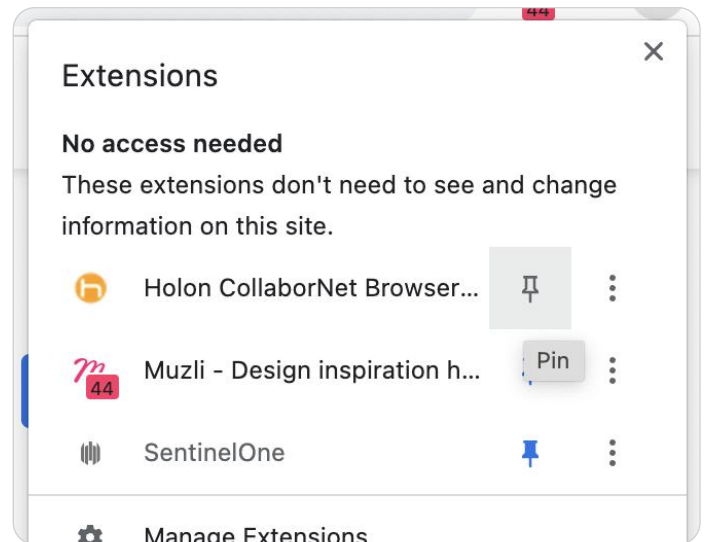 44
Extensions
No access needed
These extensions don't need to see and change
information on this site.
Holon CollaborNet Browser...
Pin
Muzli - Design inspiration h...
44
SentinelOne
Manage Extensions